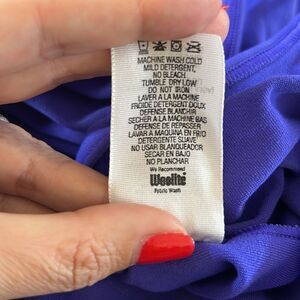 MACHINE WASH COLD
MILD DETERGENT,
NO BLEACH
TUMBLE DRY LOW
DO NOT IRON
LAVER A LA MACHINE
FROIDE DETERGENT DOUX
DEFENSE BLANCHIR
SECHER A LA MACHINE BAS
DEFENSE DE REPASSER
LAVAR A MAQUINA EN FRIO
DETERGENTE SUAVE
NO USAR BLANQUEADOR
SECAR EN BAJO
NO PLANCHAR
We Recommend
Woolite
Fabric Wash